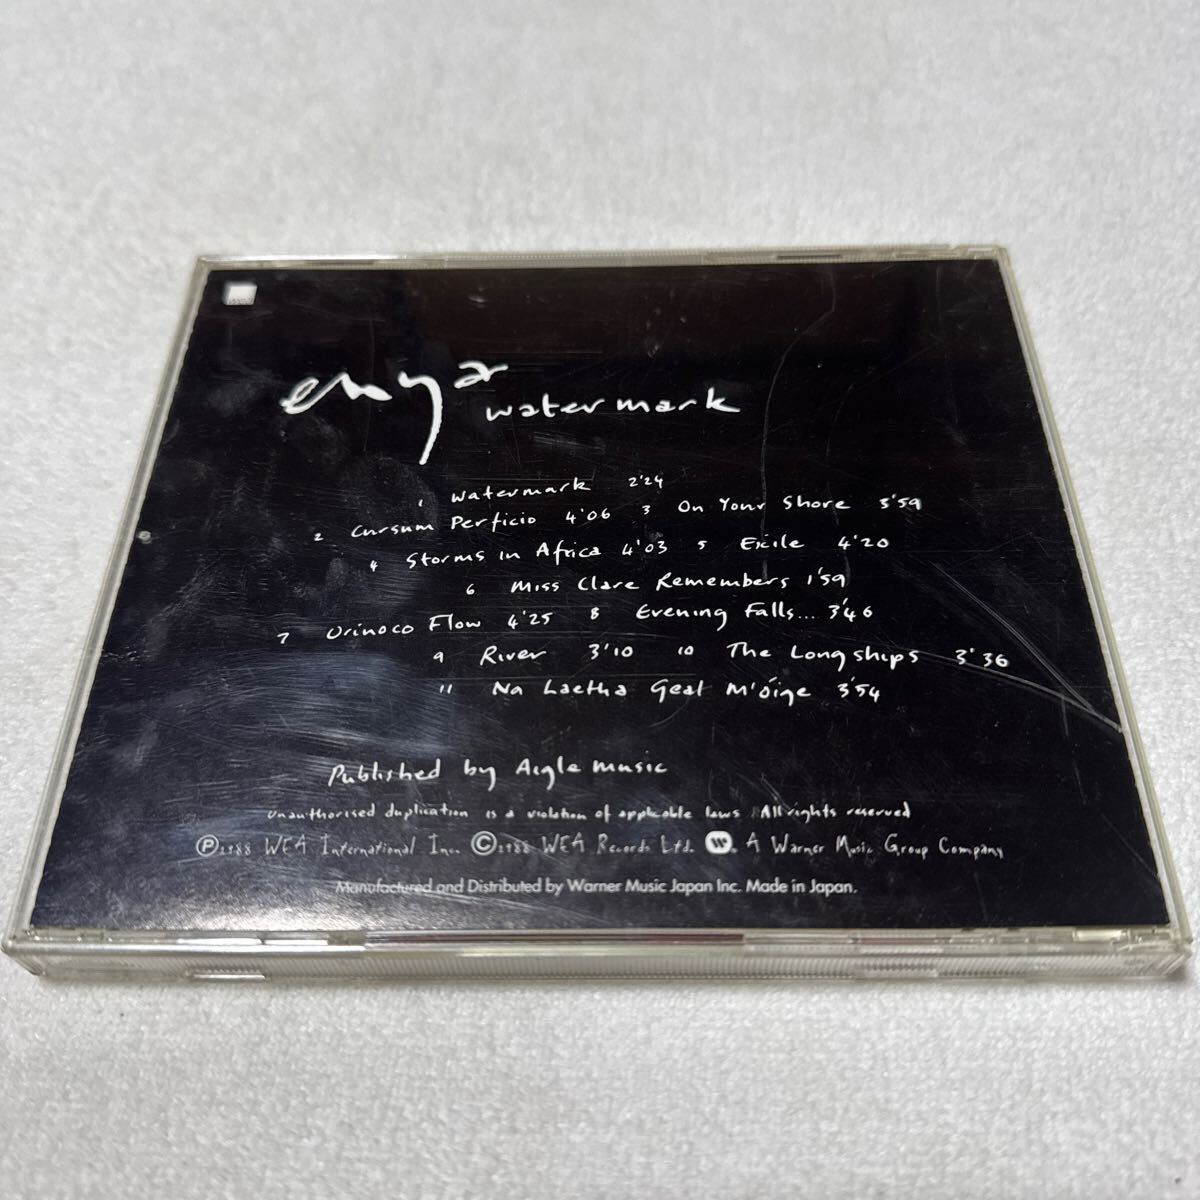 enya
watermark
1 Watermark 2'24
2 Cursum Perficio 4'06 3 On Your Shore 3'59
4 Storms in Africa 4'03 5 Exile 4'20
6 Miss Clare Remembers 1'59
7 Orinoco Flow 4'25 8 Evening Falls... 3'46
9 River 3'10 10 The Longships 3'36
11 Na Laetha Geal M'óige 3'54
Published by Aigle Music
Unauthorised duplication is a violation of applicable laws All rights reserved
℗ 1988 WEA International Inc. © 1988 WEA Records Ltd. A Warner Music Group Company
Manufactured and Distributed by Warner Music Japan Inc. Made in Japan.